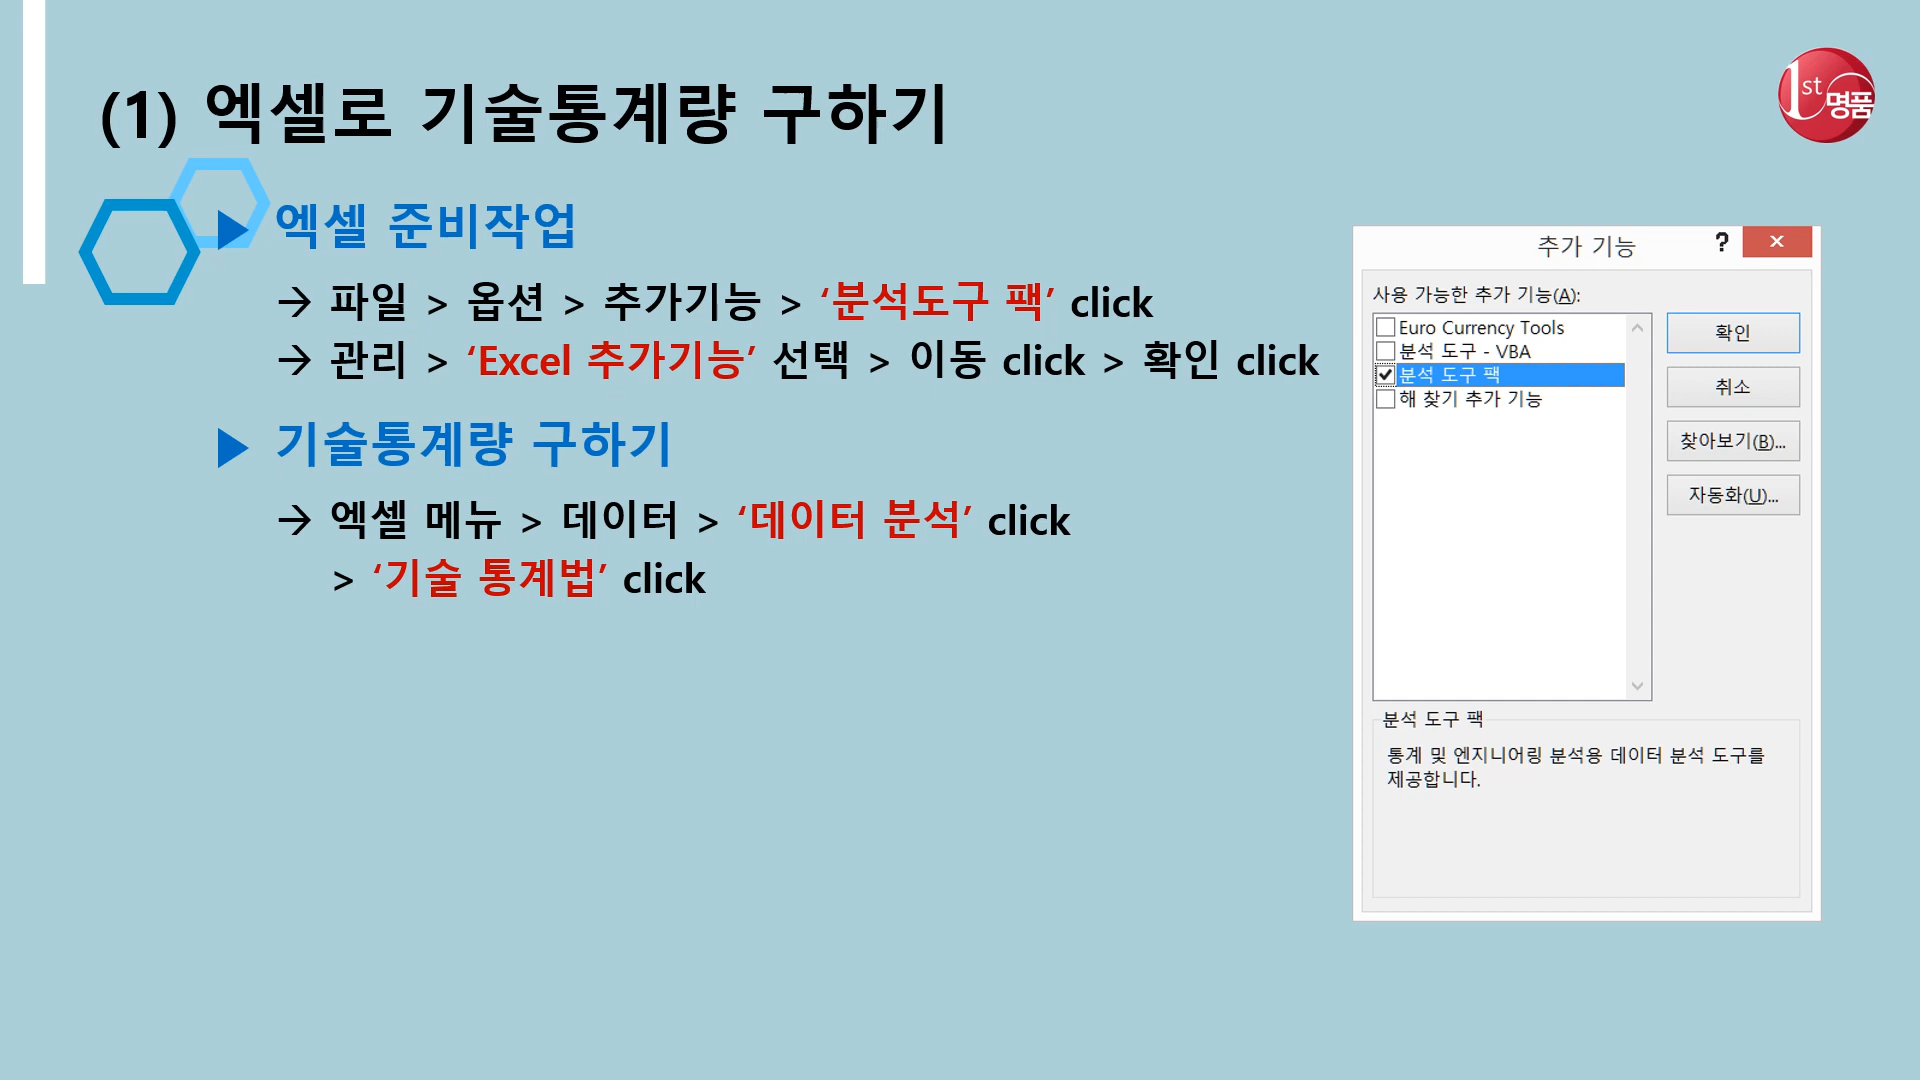 (1) 엑셀로 기술통계량 구하기
1st 명품
▶ 엑셀 준비작업
→ 파일 > 옵션 > 추가기능 > ‘분석도구 팩’ click
→ 관리 > ‘Excel 추가기능’ 선택 > 이동 click > 확인 click
▶ 기술통계량 구하기
→ 엑셀 메뉴 > 데이터 > ‘데이터 분석’ click
> ‘기술 통계법’ click
추가 기능
?
사용 가능한 추가 기능(A):
Euro Currency Tools
분석 도구 - VBA
분석 도구 팩
해 찾기 추가 기능
확인
취소
찾아보기(B)...
자동화(U)...
분석 도구 팩
통계 및 엔지니어링 분석용 데이터 분석 도구를
제공합니다.